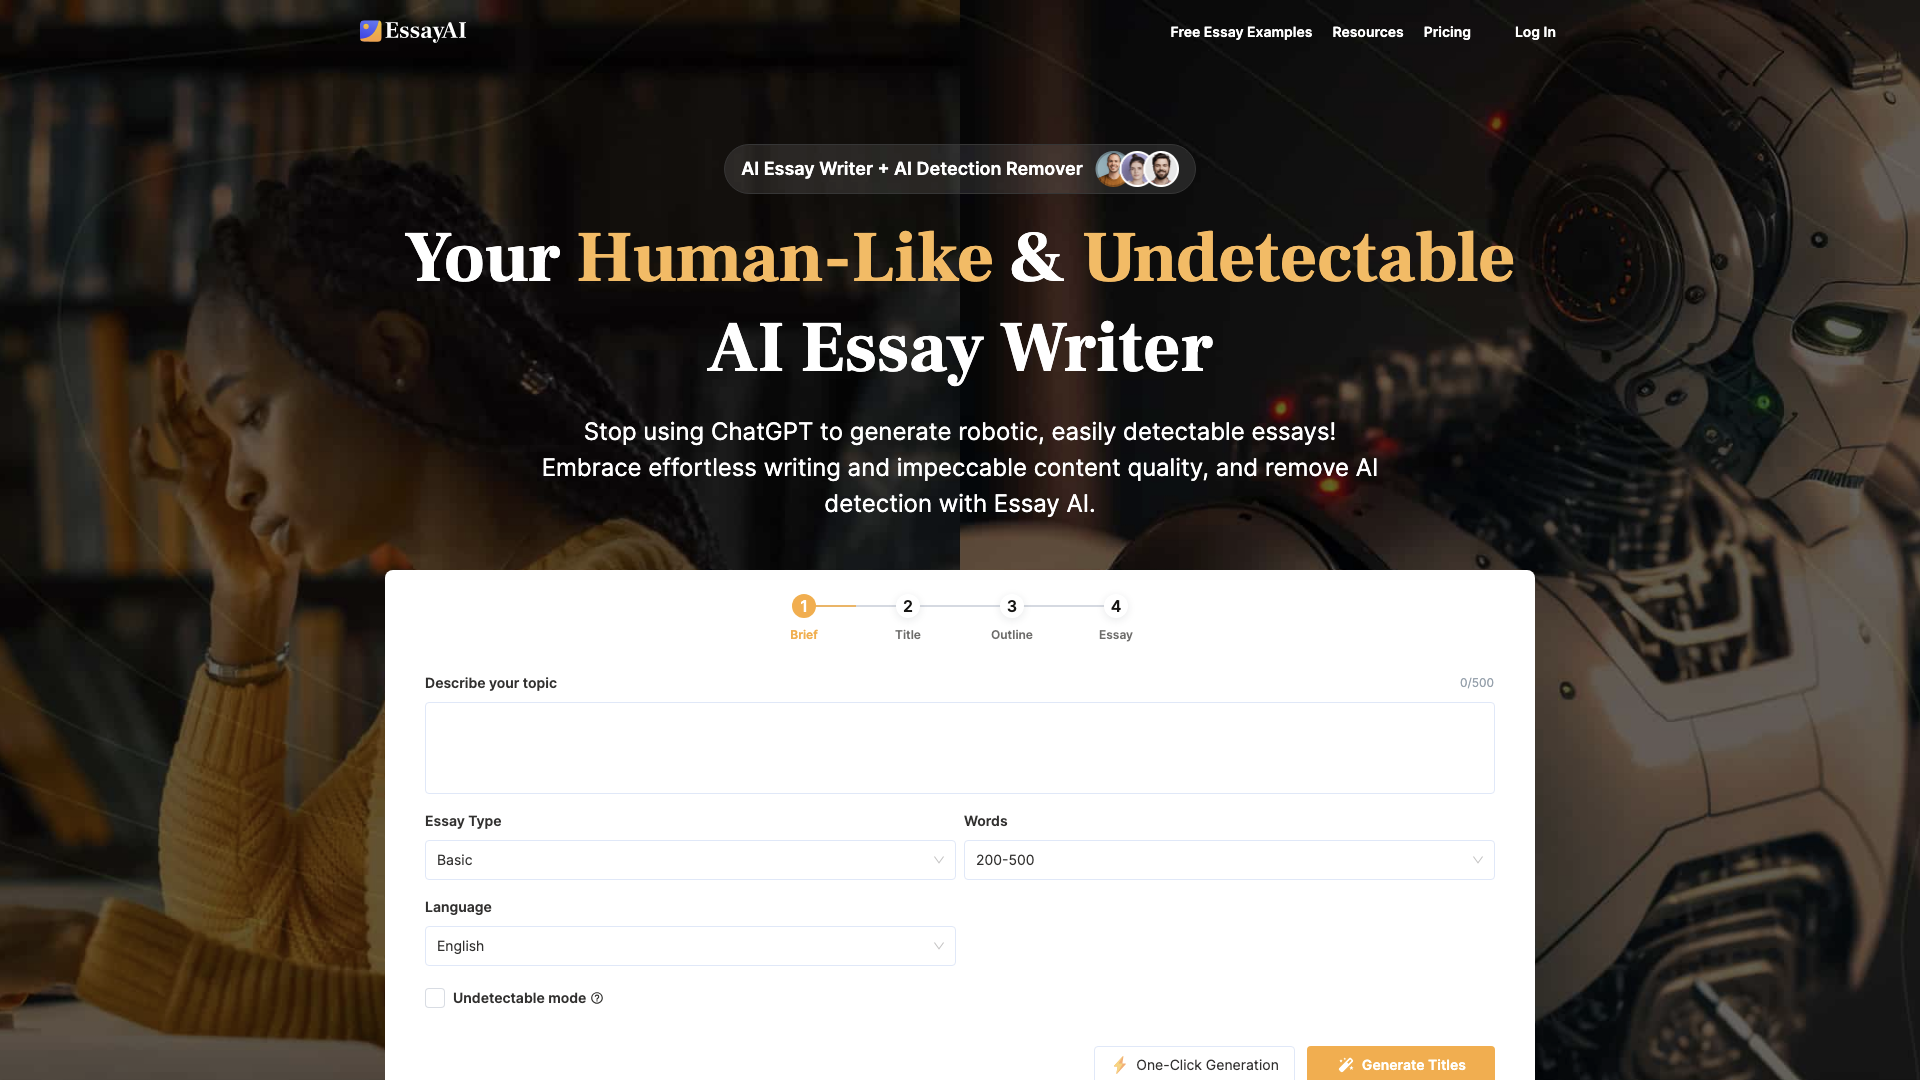 EssayAI
Free Essay Examples
Resources
Pricing
Log In
AI Essay Writer + AI Detection Remover
Your Human-Like & Undetectable
AI Essay Writer
Stop using ChatGPT to generate robotic, easily detectable essays!
Embrace effortless writing and impeccable content quality, and remove AI
detection with Essay AI.
1
2
3
4
Brief
Title
Outline
Essay
Describe your topic
0/500
Essay Type
Words
Basic
200-500
Language
English
Undetectable mode
One-Click Generation
Generate Titles